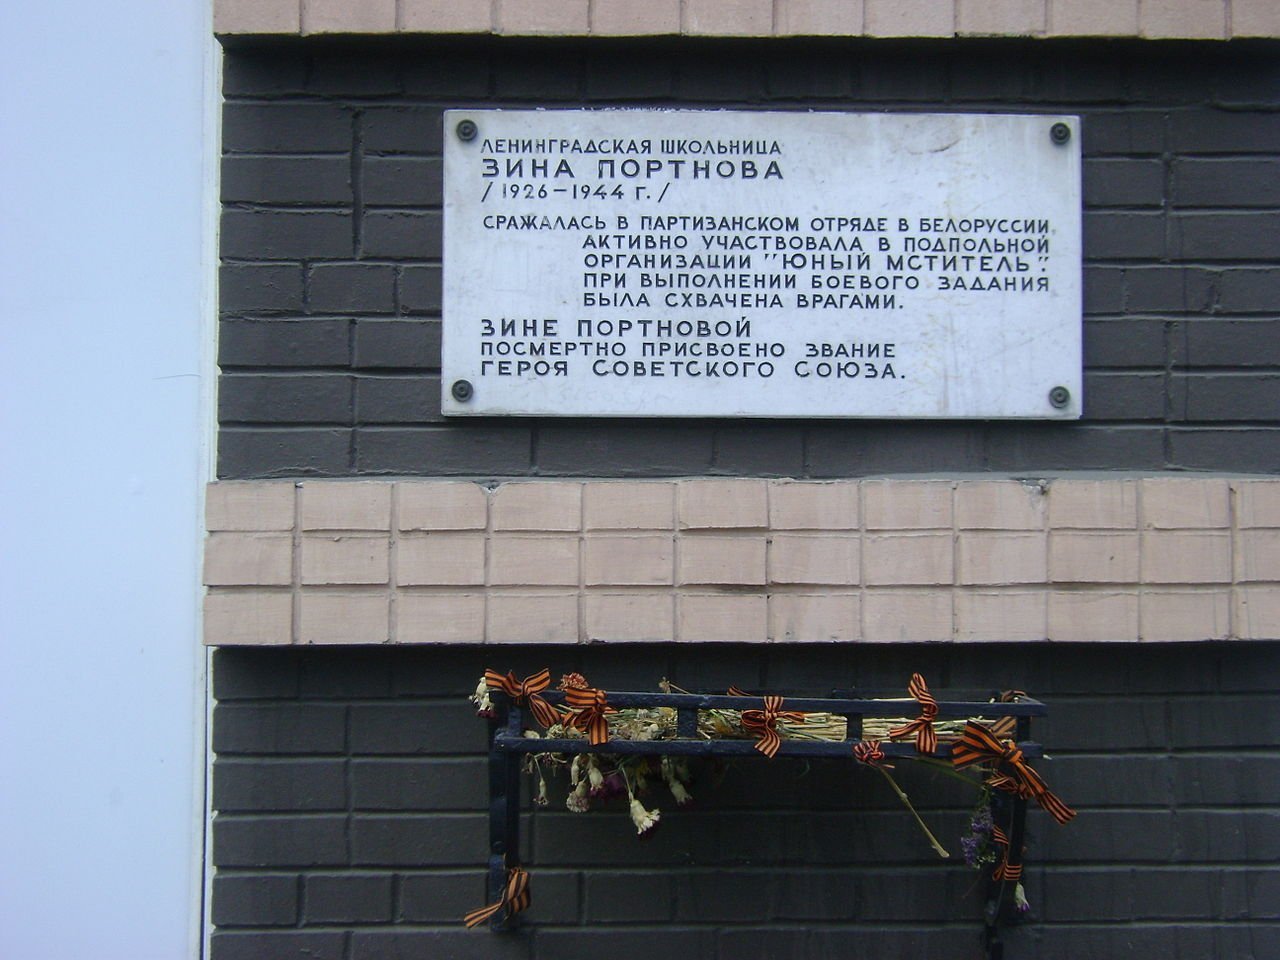 ЛЕНИНГРАДСКАЯ ШКОЛЬНИЦА
ЗИНА ПОРТНОВА
/1926–1944 г./
СРАЖАЛАСЬ В ПАРТИЗАНСКОМ ОТРЯДЕ В БЕЛОРУССИИ,
АКТИВНО УЧАСТВОВАЛА В ПОДПОЛЬНОЙ
ОРГАНИЗАЦИИ "ЮНЫЙ МСТИТЕЛЬ".
ПРИ ВЫПОЛНЕНИИ БОЕВОГО ЗАДАНИЯ
БЫЛА СХВАЧЕНА ВРАГАМИ.
ЗИНЕ ПОРТНОВОЙ
ПОСМЕРТНО ПРИСВОЕНО ЗВАНИЕ
ГЕРОЯ СОВЕТСКОГО СОЮЗА.